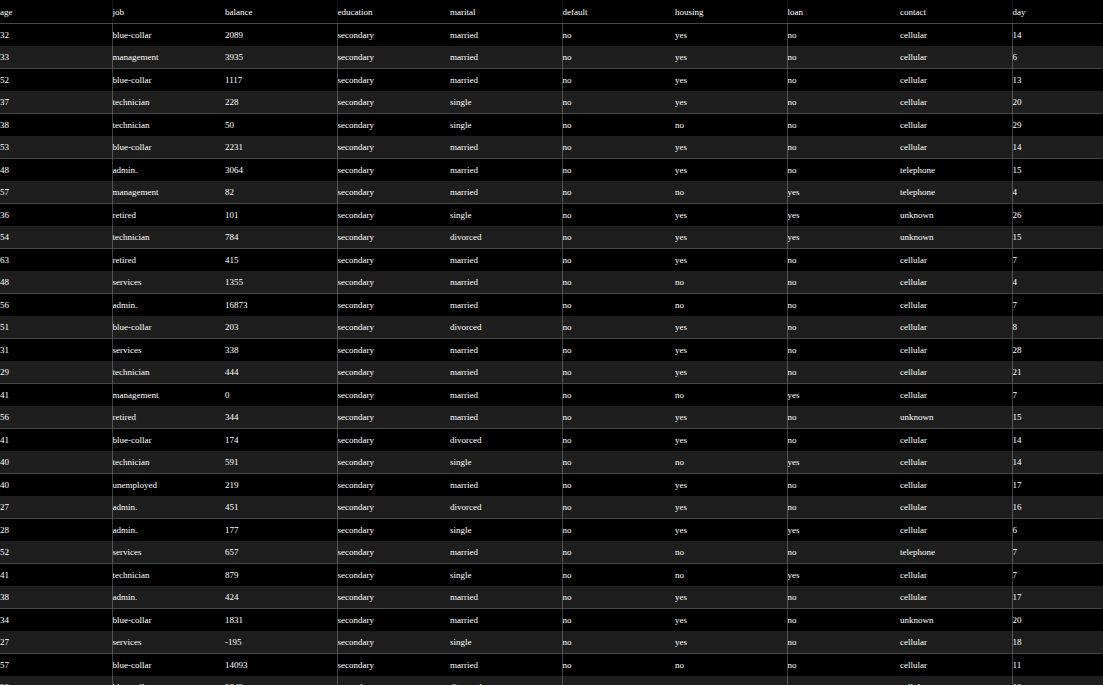 age job balance education marital default housing loan contact day
32 blue-collar 2089 secondary married no yes no cellular 14
33 management 3935 secondary married no yes no cellular 6
52 blue-collar 1117 secondary married no yes no cellular 13
37 technician 228 secondary single no yes no cellular 20
38 technician 50 secondary single no no no cellular 29
53 blue-collar 2231 secondary married no yes no cellular 14
48 admin. 3064 secondary married no yes no telephone 15
57 management 82 secondary married no no yes telephone 4
36 retired 101 secondary single no yes yes unknown 26
54 technician 784 secondary divorced no yes yes unknown 15
63 retired 415 secondary married no yes no cellular 7
48 services 1355 secondary married no no no cellular 4
56 admin. 16873 secondary married no no no cellular 7
51 blue-collar 203 secondary divorced no yes no cellular 8
31 services 338 secondary married no yes no cellular 28
29 technician 444 secondary married no yes no cellular 21
41 management 0 secondary married no no yes cellular 7
56 retired 344 secondary married no yes no unknown 15
41 blue-collar 174 secondary divorced no yes no cellular 14
40 technician 591 secondary single no no yes cellular 14
40 unemployed 219 secondary married no yes no cellular 17
27 admin. 451 secondary divorced no yes no cellular 16
28 admin. 177 secondary single no yes yes cellular 6
52 services 657 secondary married no no no telephone 7
41 technician 879 secondary single no no yes cellular 7
38 admin. 424 secondary married no yes no cellular 17
34 blue-collar 1831 secondary married no yes no unknown 20
27 services -195 secondary single no yes no cellular 18
57 blue-collar 14093 secondary married no no no cellular 11